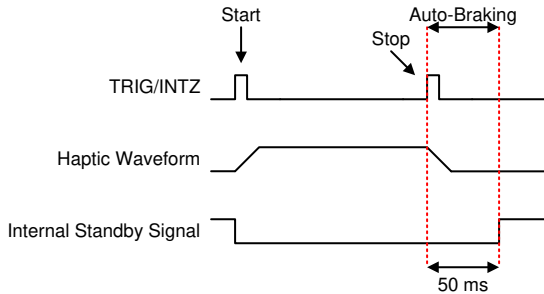 Start
Auto-Braking
Stop
TRIG/INTZ
Haptic Waveform
Internal Standby Signal
50 ms